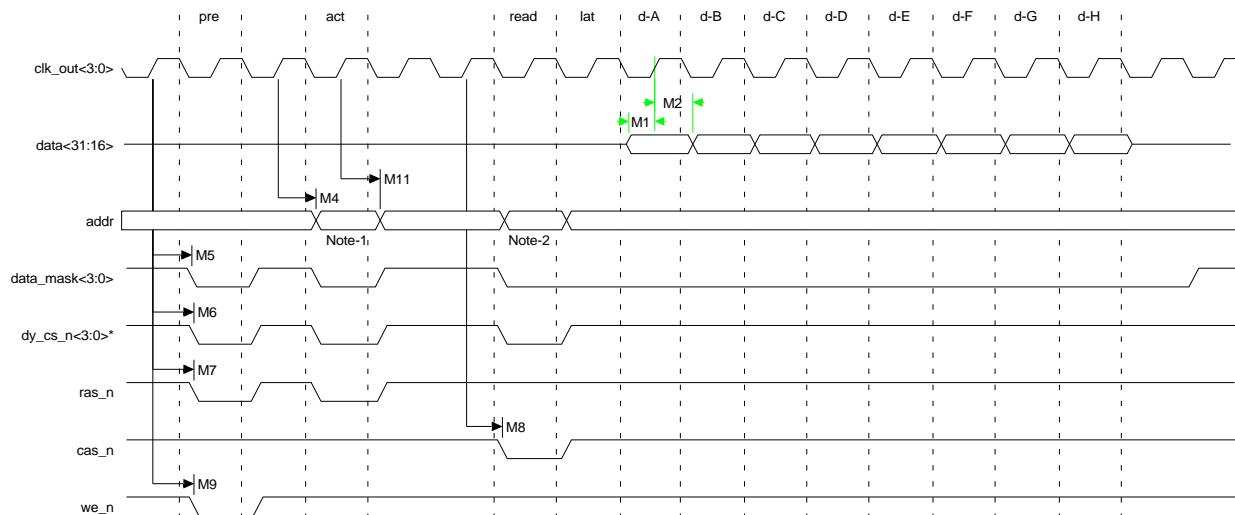 pre act read lat d-A d-B d-C d-D d-E d-F d-G d-H
clk_out<3:0>
M2
M1
data<31:16>
M11
M4
addr
Note-1 Note-2
M5
data_mask<3:0>
M6
dy_cs_n<3:0>*
M7
ras_n
M8
cas_n
M9
we_n